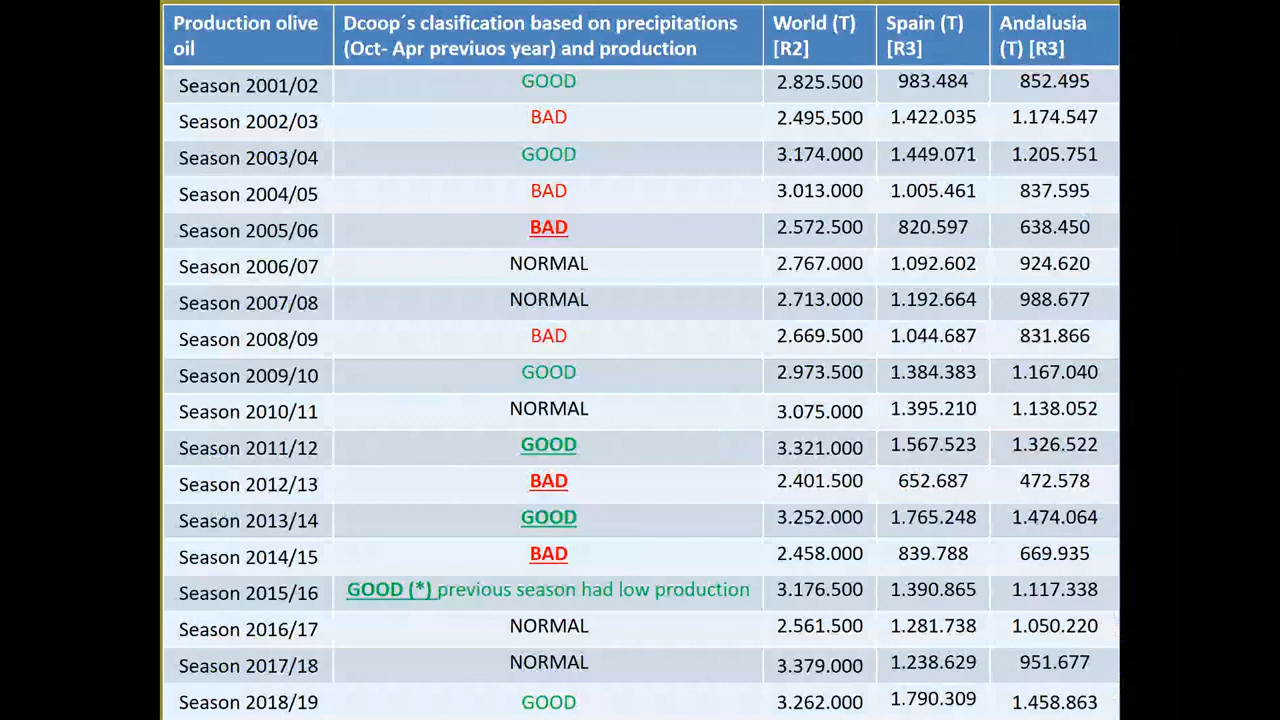 Production olive oil | Dcoop´s clasification based on precipitations (Oct- Apr previuos year) and production | World (T) [R2] | Spain (T) [R3] | Andalusia (T) [R3]
Season 2001/02 | GOOD | 2.825.500 | 983.484 | 852.495
Season 2002/03 | BAD | 2.495.500 | 1.422.035 | 1.174.547
Season 2003/04 | GOOD | 3.174.000 | 1.449.071 | 1.205.751
Season 2004/05 | BAD | 3.013.000 | 1.005.461 | 837.595
Season 2005/06 | BAD | 2.572.500 | 820.597 | 638.450
Season 2006/07 | NORMAL | 2.767.000 | 1.092.602 | 924.620
Season 2007/08 | NORMAL | 2.713.000 | 1.192.664 | 988.677
Season 2008/09 | BAD | 2.669.500 | 1.044.687 | 831.866
Season 2009/10 | GOOD | 2.973.500 | 1.384.383 | 1.167.040
Season 2010/11 | NORMAL | 3.075.000 | 1.395.210 | 1.138.052
Season 2011/12 | GOOD | 3.321.000 | 1.567.523 | 1.326.522
Season 2012/13 | BAD | 2.401.500 | 652.687 | 472.578
Season 2013/14 | GOOD | 3.252.000 | 1.765.248 | 1.474.064
Season 2014/15 | BAD | 2.458.000 | 839.788 | 669.935
Season 2015/16 | GOOD (*) previous season had low production | 3.176.500 | 1.390.865 | 1.117.338
Season 2016/17 | NORMAL | 2.561.500 | 1.281.738 | 1.050.220
Season 2017/18 | NORMAL | 3.379.000 | 1.238.629 | 951.677
Season 2018/19 | GOOD | 3.262.000 | 1.790.309 | 1.458.863